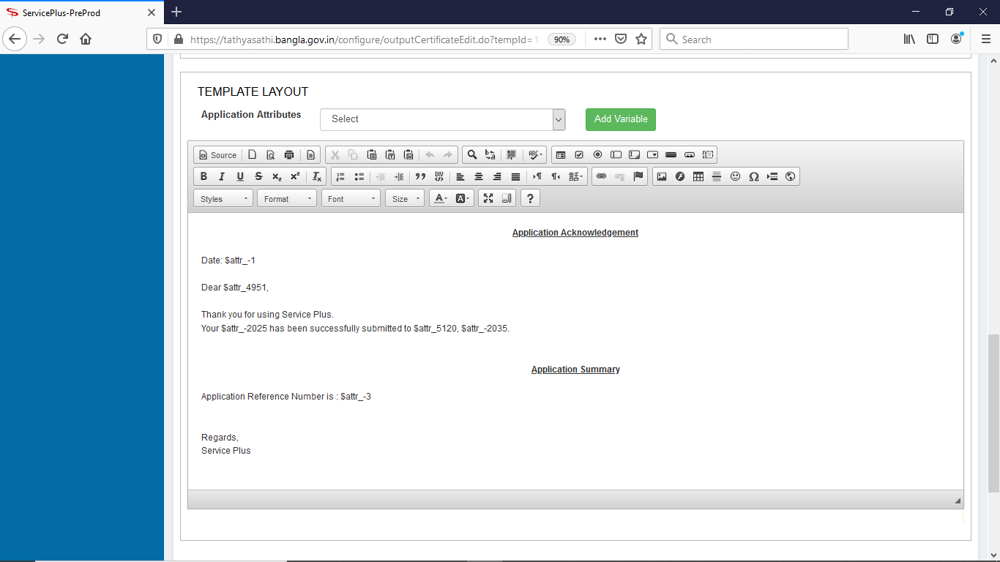 ServicePlus-PreProd
https://tathyasathi.bangla.gov.in/configure/outputCertificateEdit.do?tempId=1
90%
Search
TEMPLATE LAYOUT
Application Attributes
Select
Add Variable
Source
Styles
Format
Font
Size
Application Acknowledgement
Date: $attr_-1
Dear $attr_4951,
Thank you for using Service Plus.
Your $attr_-2025 has been successfully submitted to $attr_5120, $attr_-2035.
Application Summary
Application Reference Number is : $attr_-3
Regards,
Service Plus